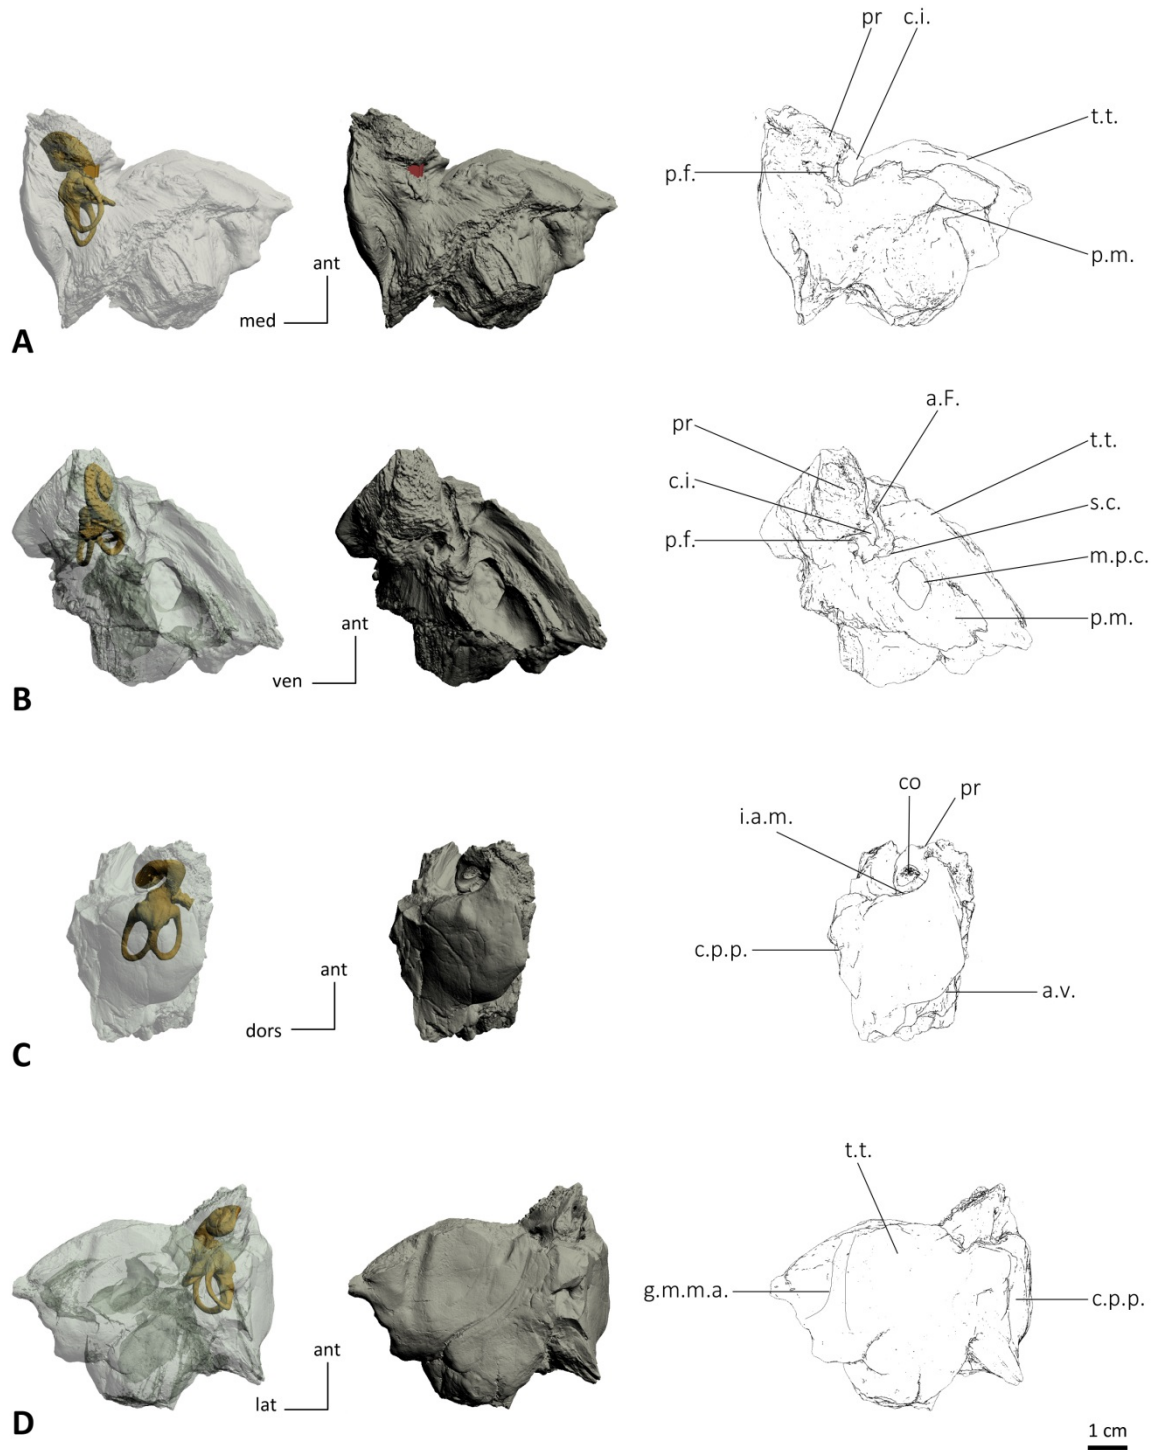 pr c.i.
t.t.
p.f.
p.m.
ant
med
A
a.F.
pr
t.t.
c.i.
s.c.
p.f.
m.p.c.
p.m.
ant
ven
B
co
pr
i.a.m.
c.p.p.
a.v.
ant
dors
C
t.t.
g.m.m.a.
c.p.p.
ant
lat
D
1 cm